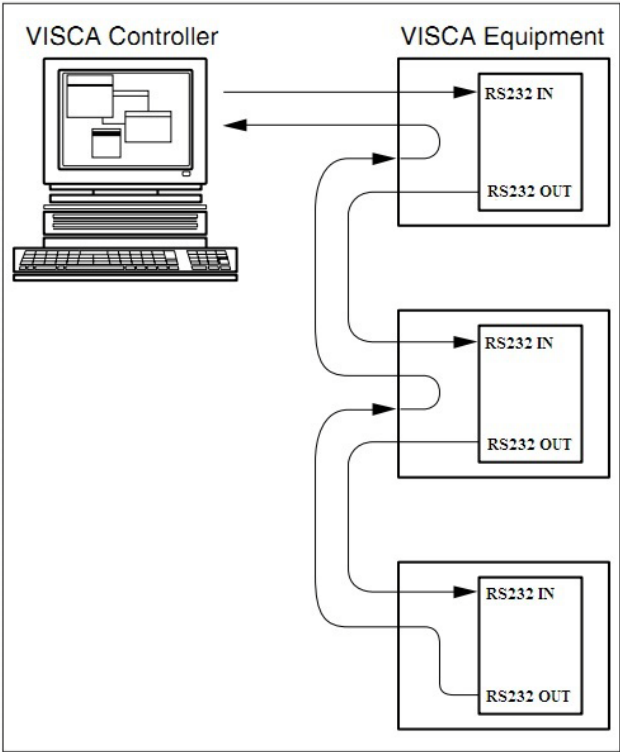 VISCA Controller
VISCA Equipment
RS232 IN
RS232 OUT
RS232 IN
RS232 OUT
RS232 IN
RS232 OUT